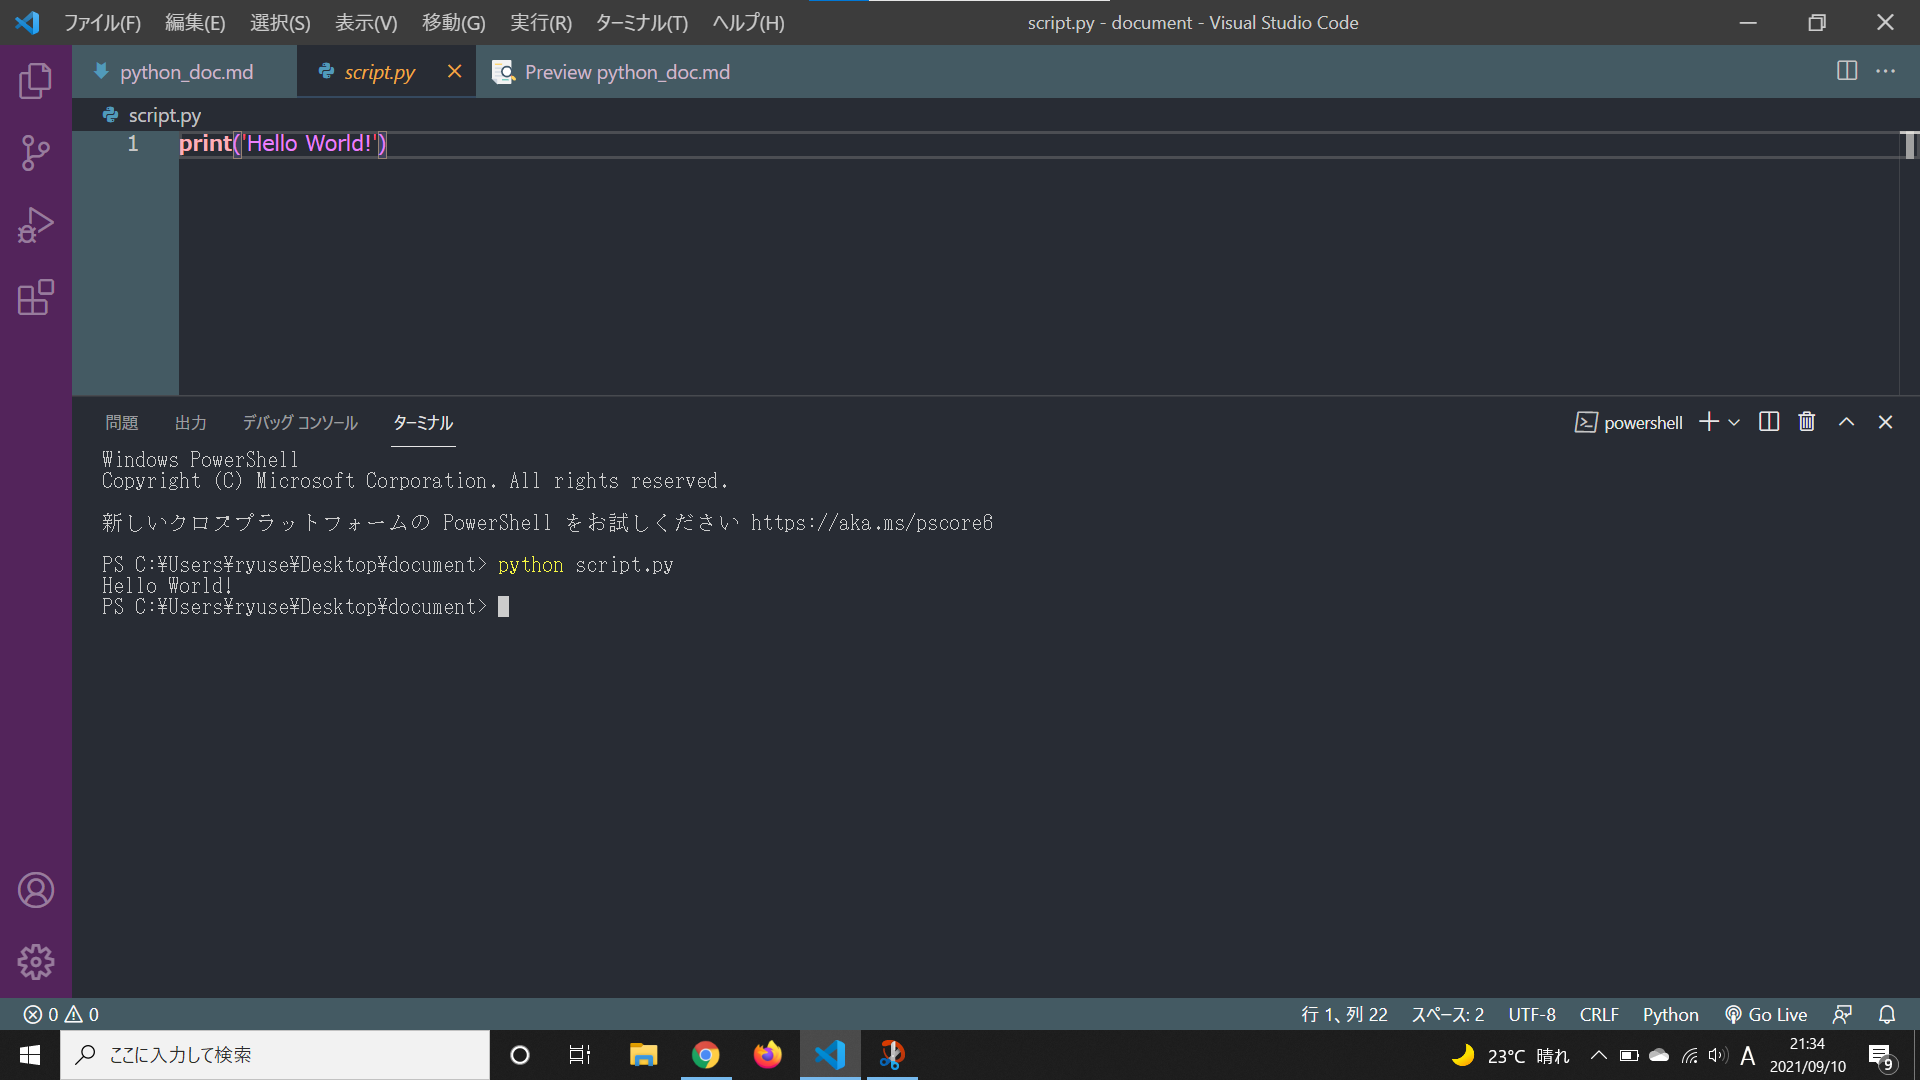 ファイル(F) 編集(E) 選択(S) 表示(V) 移動(G) 実行(R) ターミナル(T) ヘルプ(H) script.py - document - Visual Studio Code
python_doc.md script.py Preview python_doc.md
script.py
1 print('Hello World!')
問題 出力 デバッグ コンソール ターミナル powershell
Windows PowerShell
Copyright (C) Microsoft Corporation. All rights reserved.
新しいクロスプラットフォームの PowerShell をお試しください https://aka.ms/pscore6
PS C:¥Users¥ryuse¥Desktop¥document> python script.py
Hello World!
PS C:¥Users¥ryuse¥Desktop¥document>
0 0 行 1、列 22 スペース: 2 UTF-8 CRLF Python Go Live
ここに入力して検索 23°C 晴れ A 21:34
2021/09/10 9